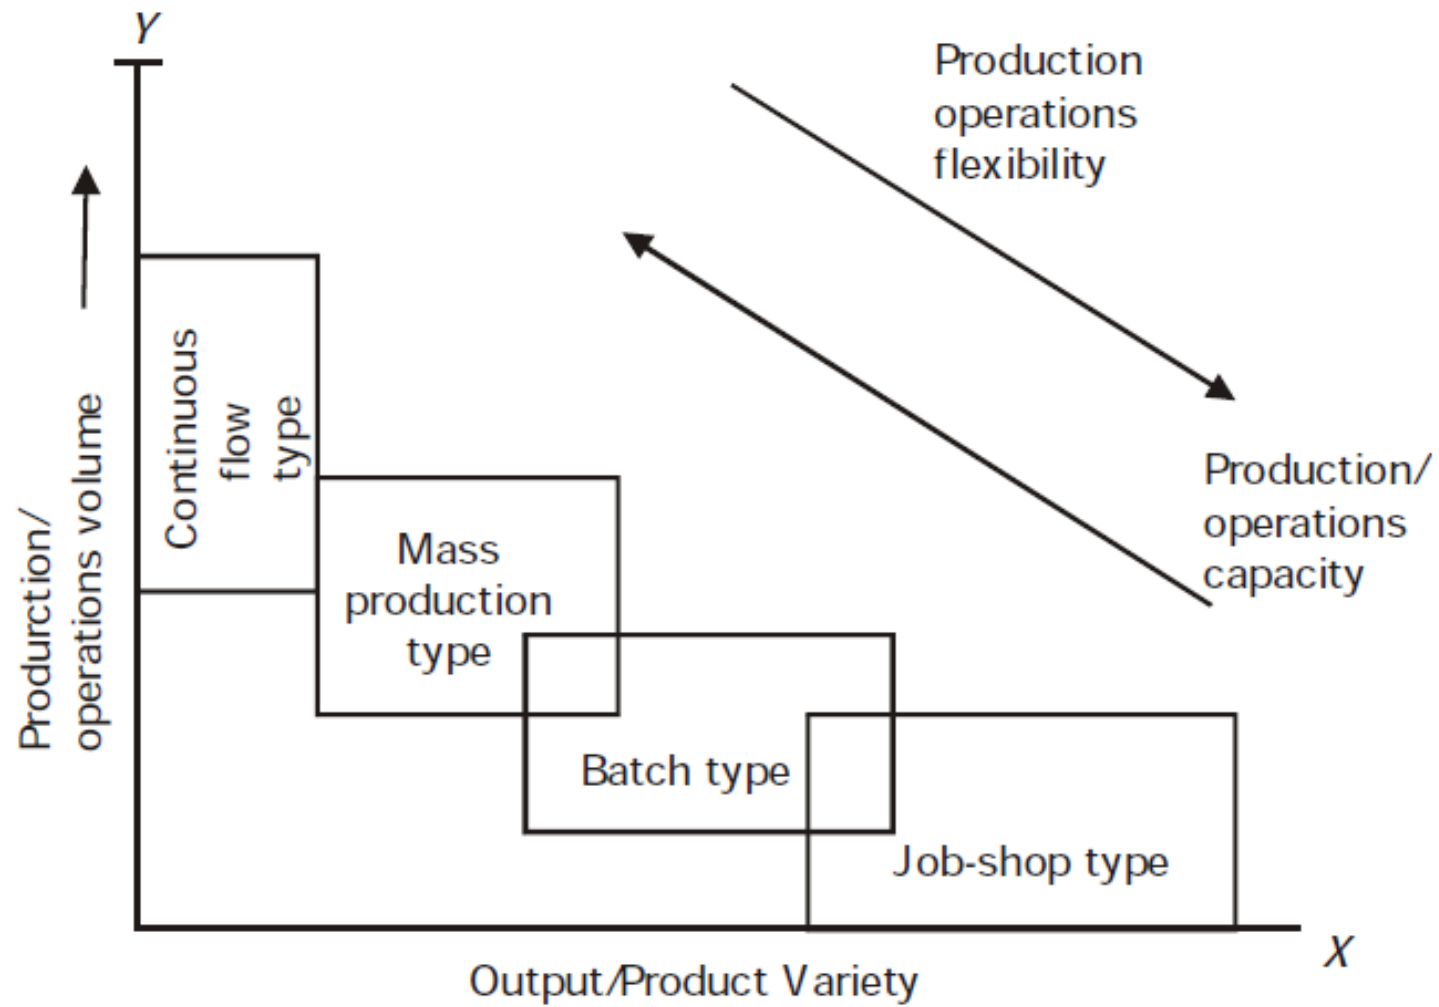 Y
Production
operations
flexibility
Produrction/
operations volume
Continuous
flow
type
Mass
production
type
Batch type
Job-shop type
Production/
operations
capacity
X
Output/Product Variety